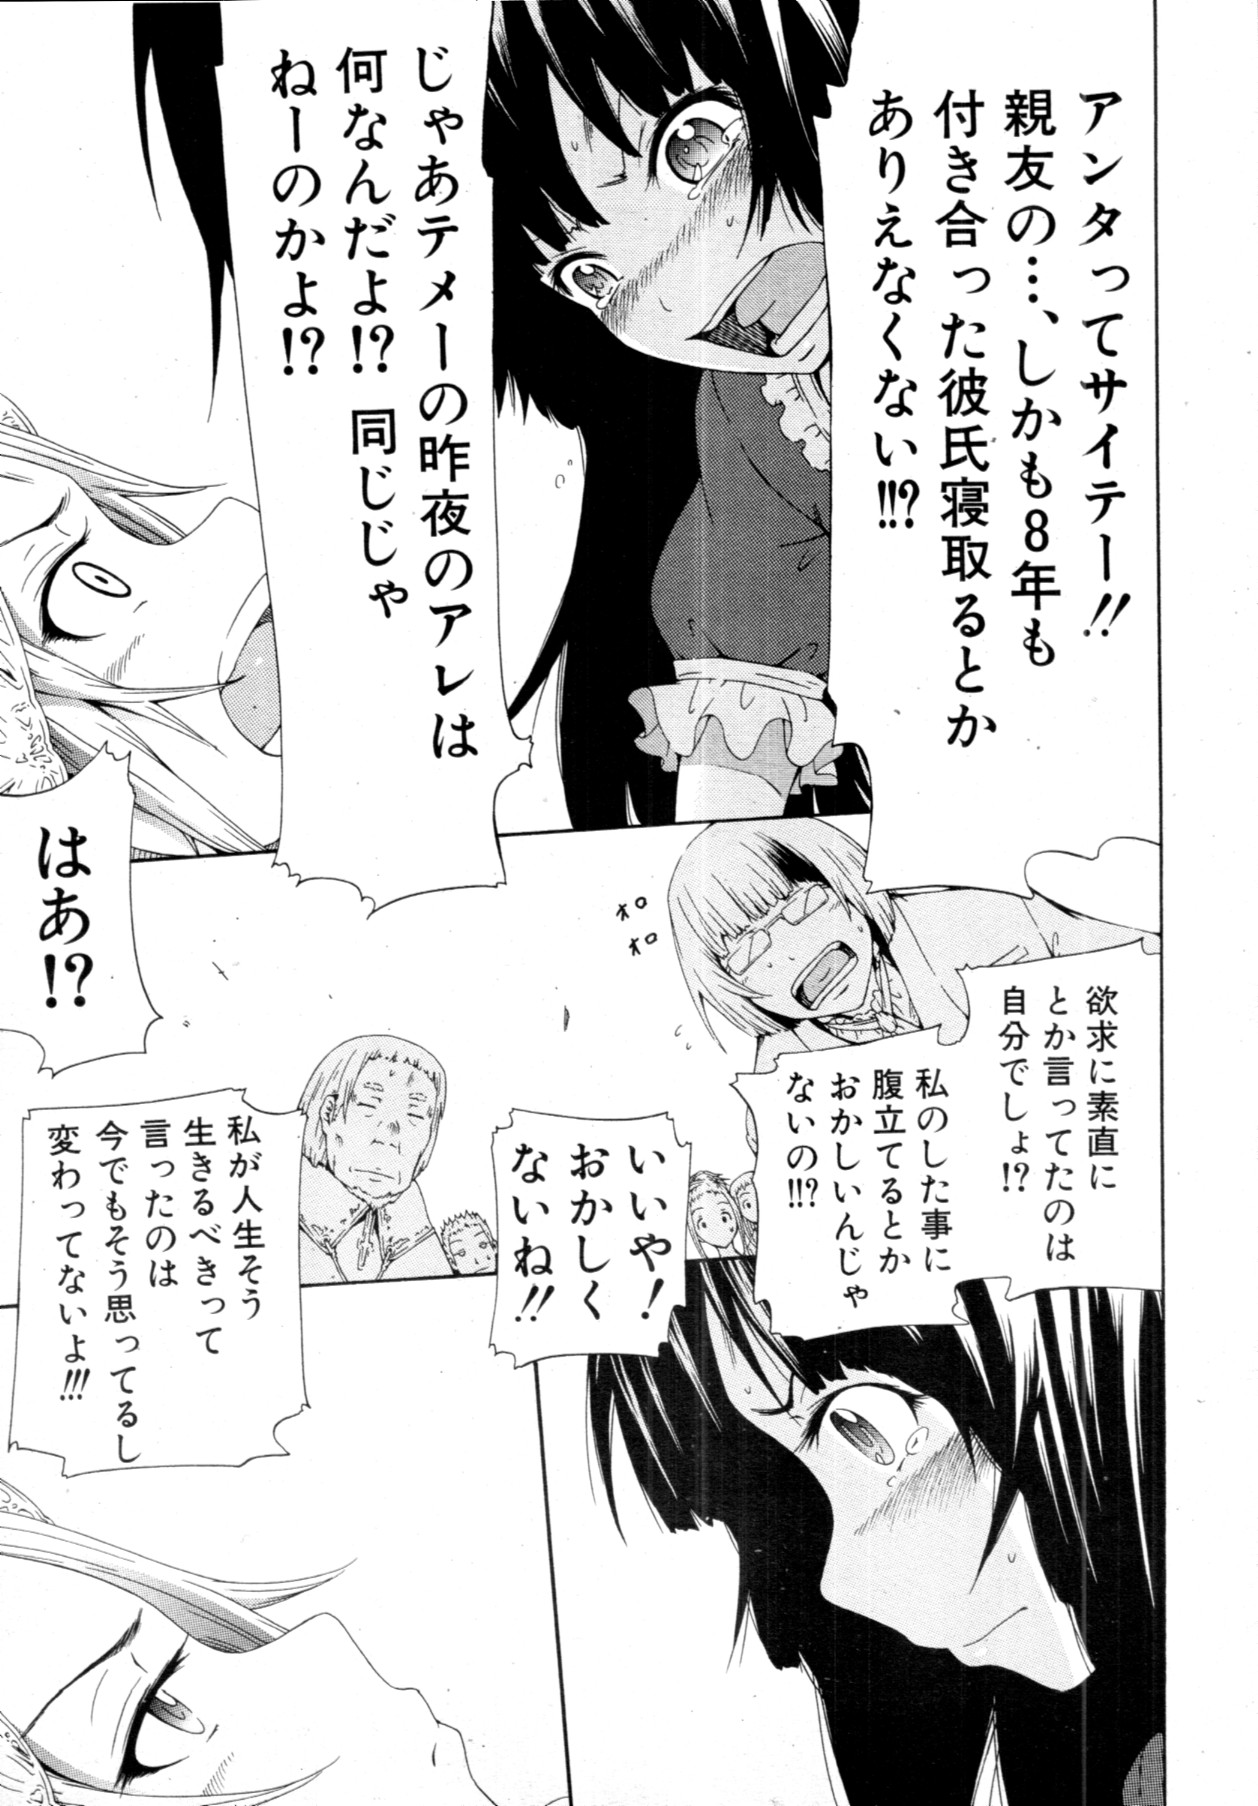 アンタってサイテー!!
親友の…、しかも8年も
付き合った彼氏寝取るとか
ありえなくない!!?
じゃあテメーの昨夜のアレは
何なんだよ!? 同じじゃ
ねーのかよ!?
はあ!?
オロ
オロ
欲求に素直に
とか言ってたのは
自分でしょ!?
私のした事に
腹立てるとか
おかしいんじゃ
ないの!!?
いいや!
おかしく
ないね!!
私が人生そう
生きるべきって
言ったのは
今でもそう思ってるし
変わってないよ!!!